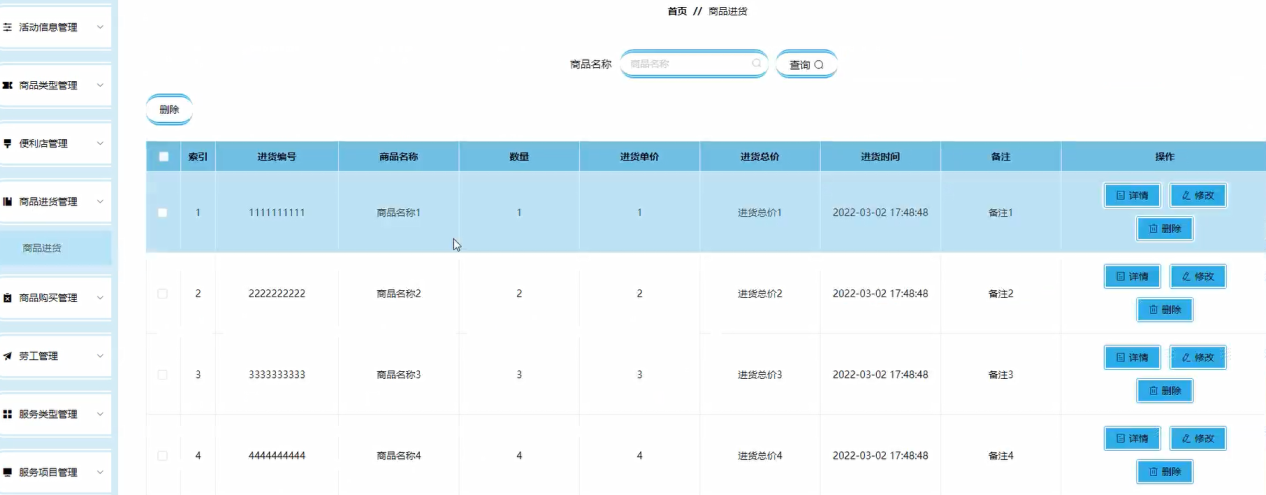 首页 // 商品进货
活动信息管理
商品类型管理
便利店管理
商品进货管理
商品进货
商品购买管理
劳工管理
服务类型管理
服务项目管理
商品名称 商品名称 查询
删除
索引 进货编号 商品名称 数量 进货单价 进货总价 进货时间 备注 操作
1 1111111111 商品名称1 1 1 进货总价1 2022-03-02 17:48:48 备注1 详情 修改
删除
2 2222222222 商品名称2 2 2 进货总价2 2022-03-02 17:48:48 备注2 详情 修改
删除
3 3333333333 商品名称3 3 3 进货总价3 2022-03-02 17:48:48 备注3 详情 修改
删除
4 4444444444 商品名称4 4 4 进货总价4 2022-03-02 17:48:48 备注4 详情 修改
删除